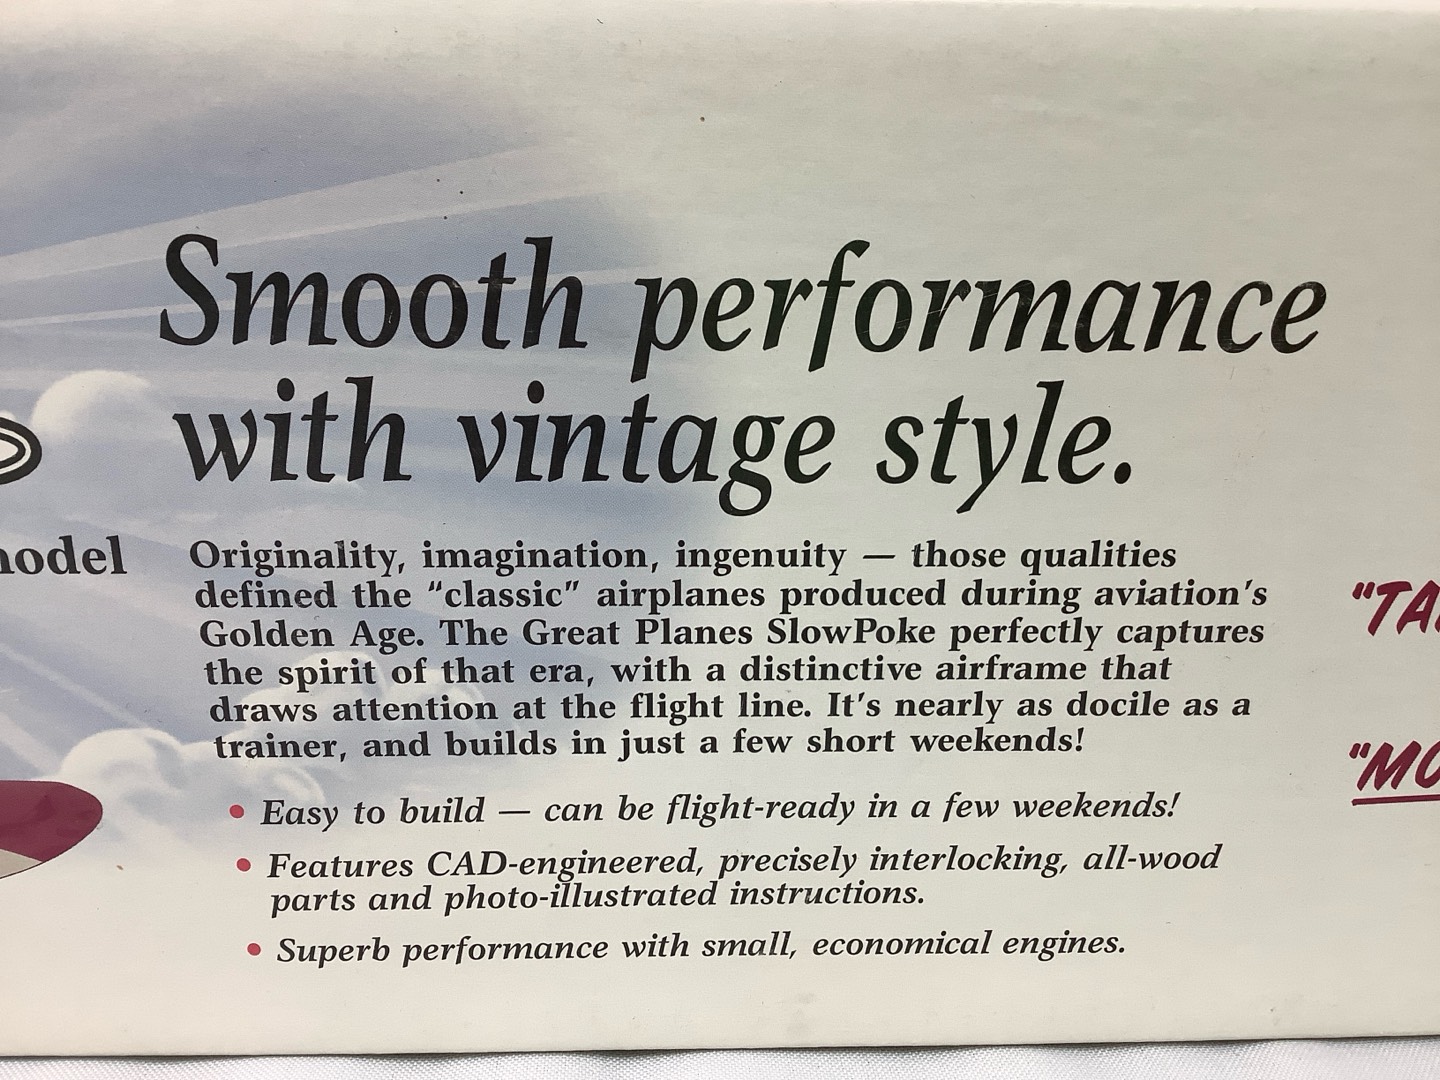 Smooth performance
with vintage style.
Originality, imagination, ingenuity — those qualities
defined the “classic” airplanes produced during aviation’s
Golden Age. The Great Planes SlowPoke perfectly captures
the spirit of that era, with a distinctive airframe that
draws attention at the flight line. It’s nearly as docile as a
trainer, and builds in just a few short weekends!
• Easy to build — can be flight-ready in a few weekends!
• Features CAD-engineered, precisely interlocking, all-wood
parts and photo-illustrated instructions.
• Superb performance with small, economical engines.